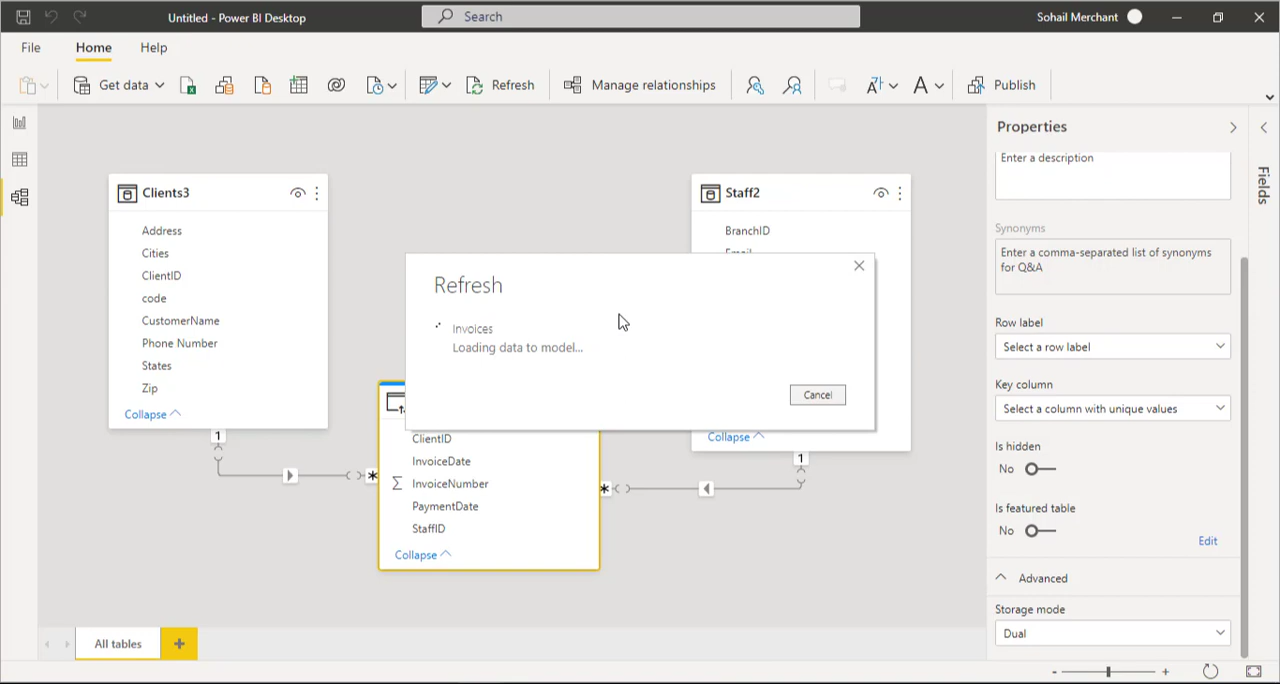 Untitled - Power BI Desktop
Search
Sohail Merchant
File
Home
Help
Get data
Refresh
Manage relationships
Publish
Clients3
Address
Cities
ClientID
code
CustomerName
Phone Number
States
Zip
Collapse
1
*
Staff2
BranchID
Email
Collapse
1
*
Refresh
Invoices
Loading data to model...
Cancel
ClientID
InvoiceDate
Σ InvoiceNumber
PaymentDate
StaffID
Collapse
Properties
Enter a description
Synonyms
Enter a comma-separated list of synonyms
for Q&A
Row label
Select a row label
Key column
Select a column with unique values
Is hidden
No
Is featured table
No
Edit
Advanced
Storage mode
Dual
Fields
All tables
+
- +